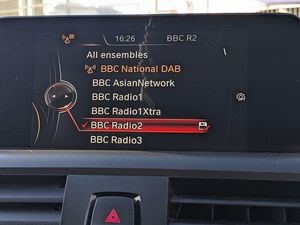 16:26 BBC R2
All ensembles
BBC National DAB
BBC AsianNetwork
BBC Radio1
BBC Radio1Xtra
BBC Radio2
BBC Radio3